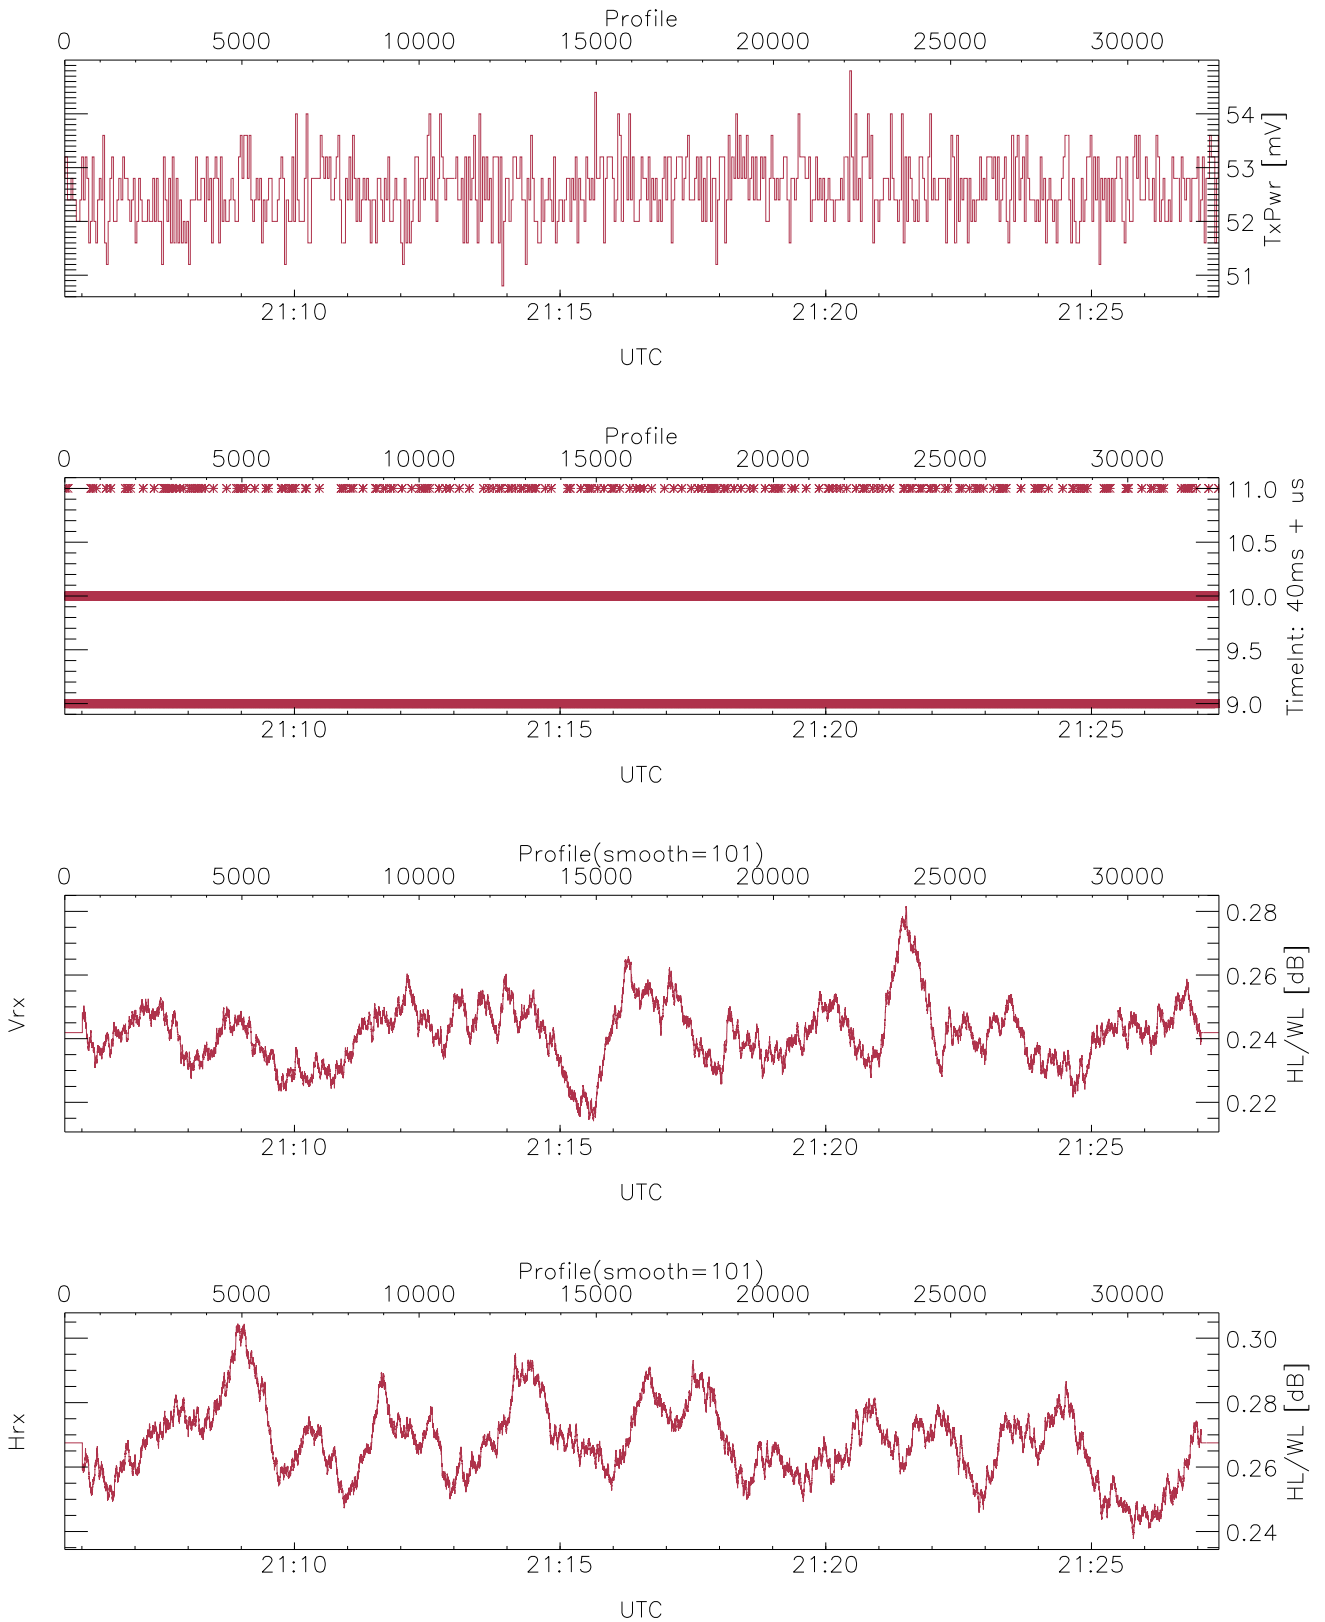 Profile
0 5000 10000 15000 20000 25000 30000
54
53
52
51
TxPwr [mV]
21:10 21:15 21:20 21:25
UTC
Profile
0 5000 10000 15000 20000 25000 30000
11.0
10.5
10.0
9.5
9.0
TimeInt: 40ms + us
21:10 21:15 21:20 21:25
UTC
Profile(smooth=101)
0 5000 10000 15000 20000 25000 30000
Vrx
0.28
0.26
0.24
0.22
HL/WL [dB]
21:10 21:15 21:20 21:25
UTC
Profile(smooth=101)
0 5000 10000 15000 20000 25000 30000
Hrx
0.30
0.28
0.26
0.24
HL/WL [dB]
21:10 21:15 21:20 21:25
UTC